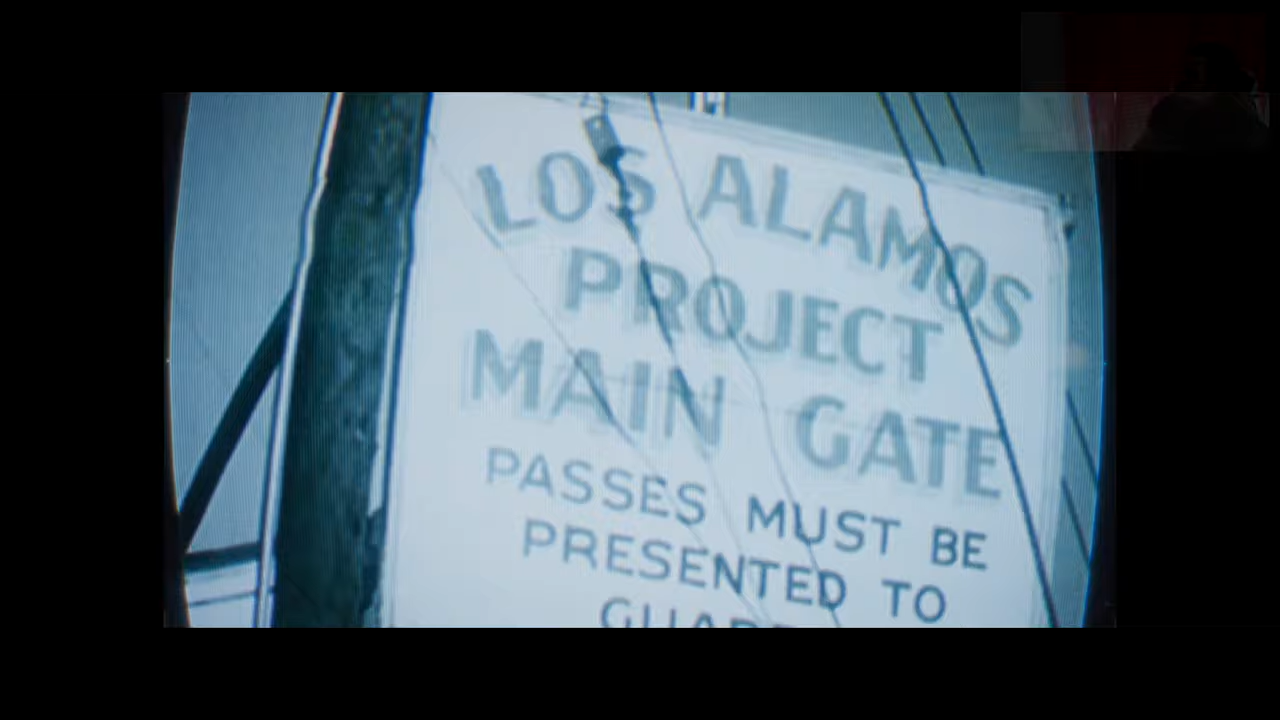 LOS ALAMOS
PROJECT
MAIN GATE
PASSES MUST BE
PRESENTED TO